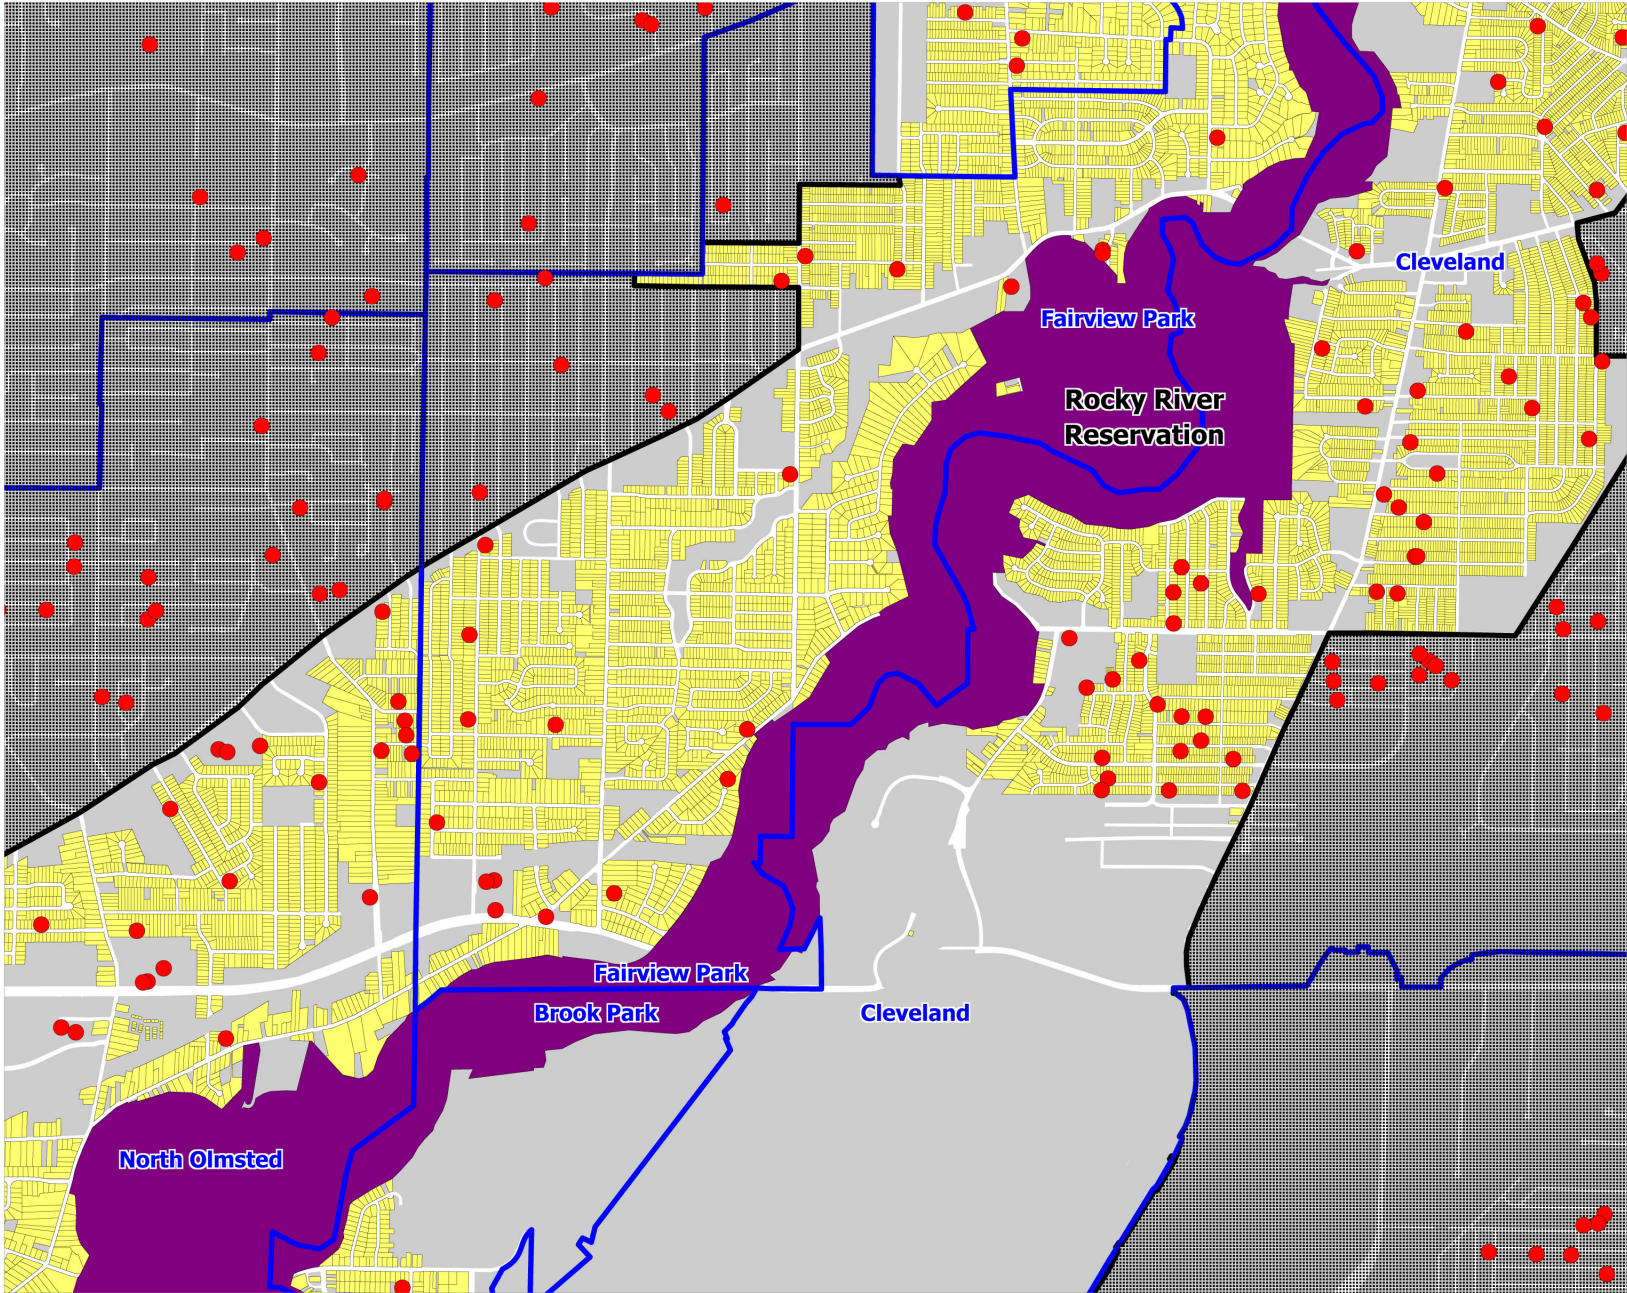 Cleveland
Fairview Park
Rocky River
Reservation
Fairview Park
Brook Park
Cleveland
North Olmsted